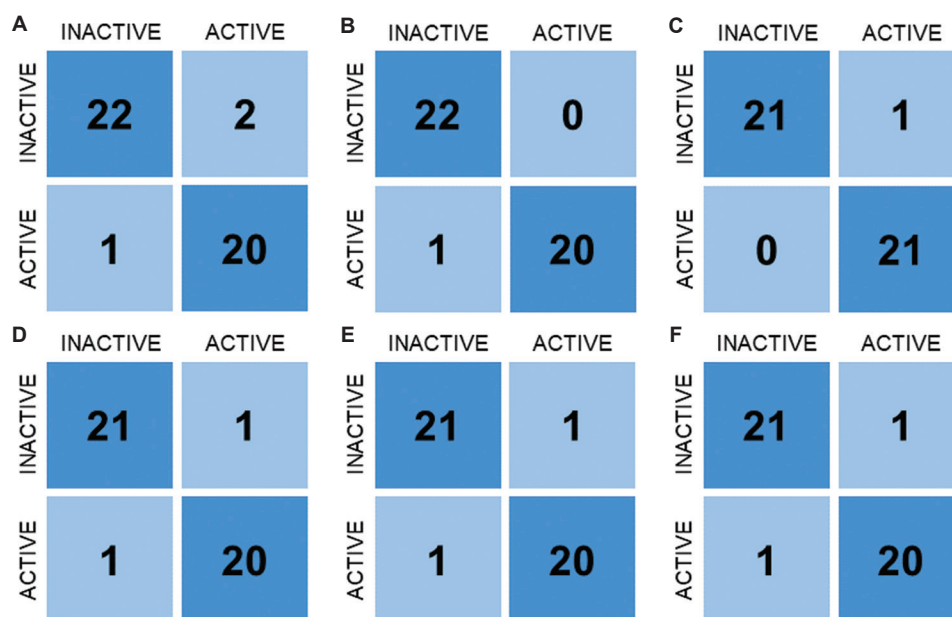 A INACTIVE ACTIVE B INACTIVE ACTIVE C INACTIVE ACTIVE
INACTIVE 22 2 INACTIVE 22 0 INACTIVE 21 1
ACTIVE 1 20 ACTIVE 1 20 ACTIVE 0 21
D INACTIVE ACTIVE E INACTIVE ACTIVE F INACTIVE ACTIVE
INACTIVE 21 1 INACTIVE 21 1 INACTIVE 21 1
ACTIVE 1 20 ACTIVE 1 20 ACTIVE 1 20